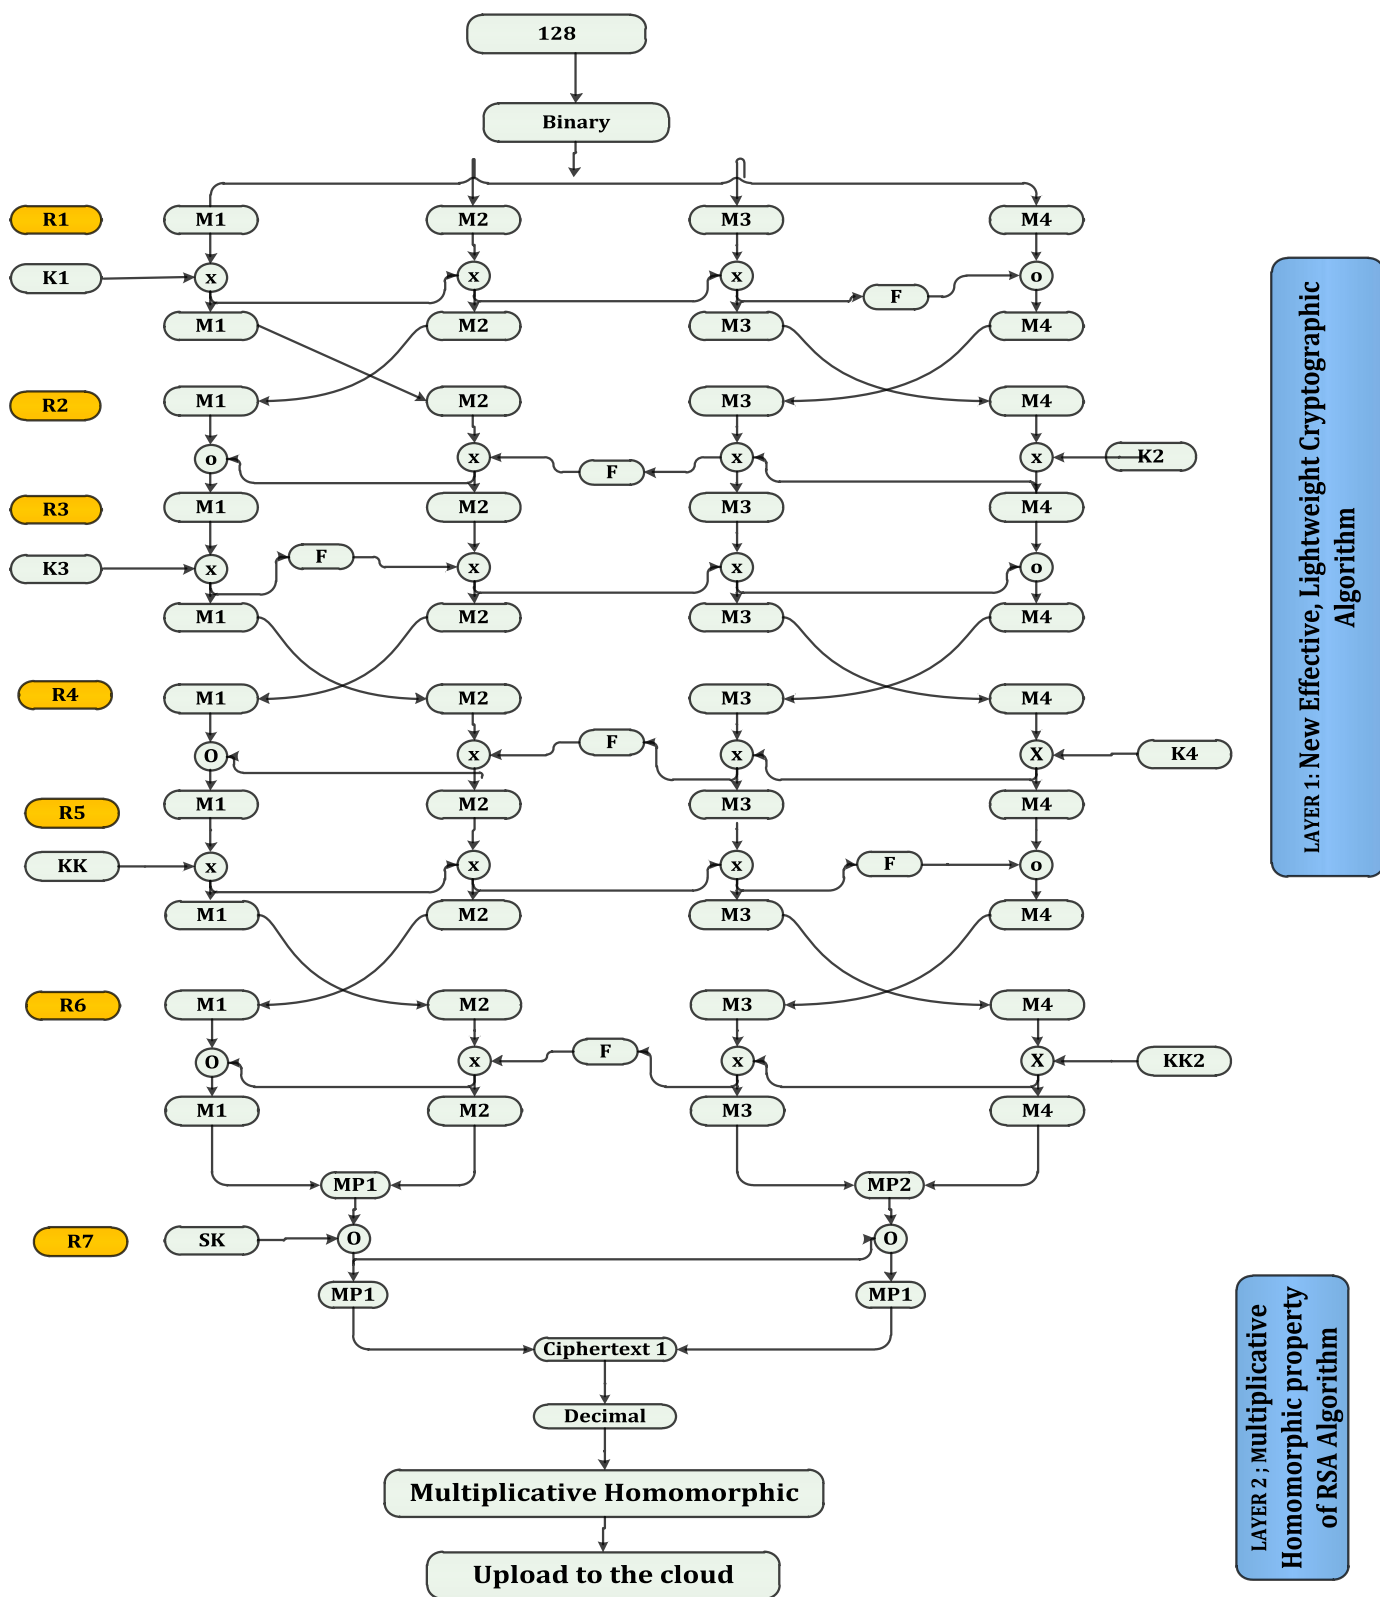 128
Binary
R1
M1
M2
M3
M4
K1
x
x
x
o
F
M1
M2
M3
M4
R2
M1
M2
M3
M4
o
x
F
x
x
K2
R3
M1
M2
M3
M4
K3
x
F
x
x
o
M1
M2
M3
M4
R4
M1
M2
M3
M4
O
x
F
x
X
K4
R5
M1
M2
M3
M4
KK
x
x
x
F
o
M1
M2
M3
M4
R6
M1
M2
M3
M4
O
x
F
x
X
KK2
M1
M2
M3
M4
MP1
MP2
R7
SK
O
O
MP1
MP1
Ciphertext 1
Decimal
Multiplicative Homomorphic
Upload to the cloud
LAYER 1: New Effective, Lightweight Cryptographic
Algorithm
LAYER 2 ; Multiplicative
Homomorphic property
of RSA Algorithm